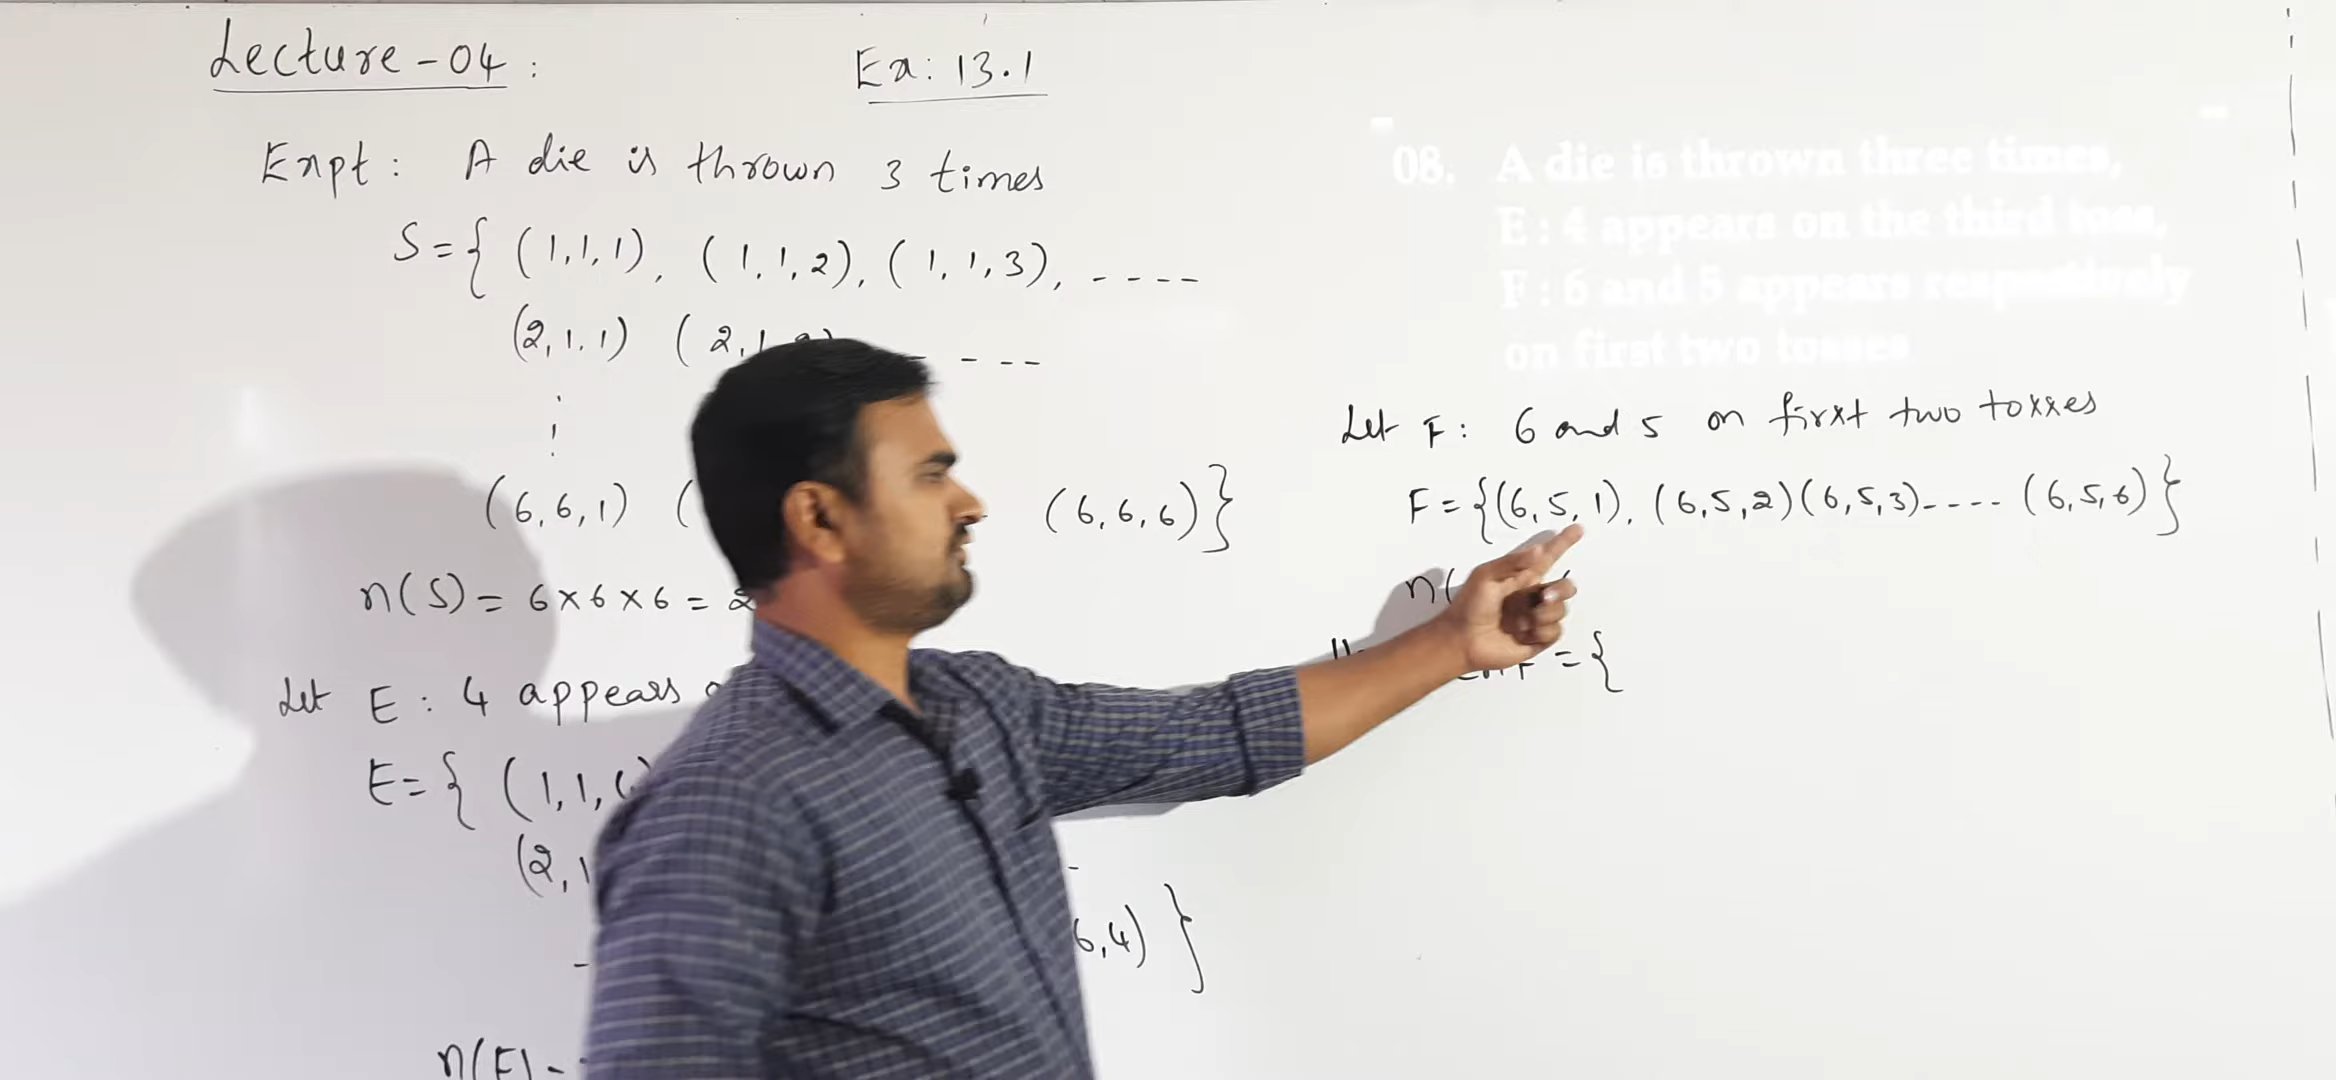 Lecture-04:
Ex: 13.1
Expt: A die is thrown 3 times
S={ (1,1,1), (1,1,2), (1,1,3), ----
(2,1,1) (2,1,2) ---
(6,6,1) ( (6,6,6)}
n(S)= 6×6×6 = 2
Let E: 4 appears
E={ (1,1,
(2,1
6,4) }
n(E)=
08. A die is thrown three times,
E : 4 appears on the third toss,
F : 6 and 5 appears respectively
on first two tosses
Let F: 6 and 5 on first two tosses
F={(6,5,1), (6,5,2)(6,5,3)---- (6,5,6)}
n(
E∩F ={